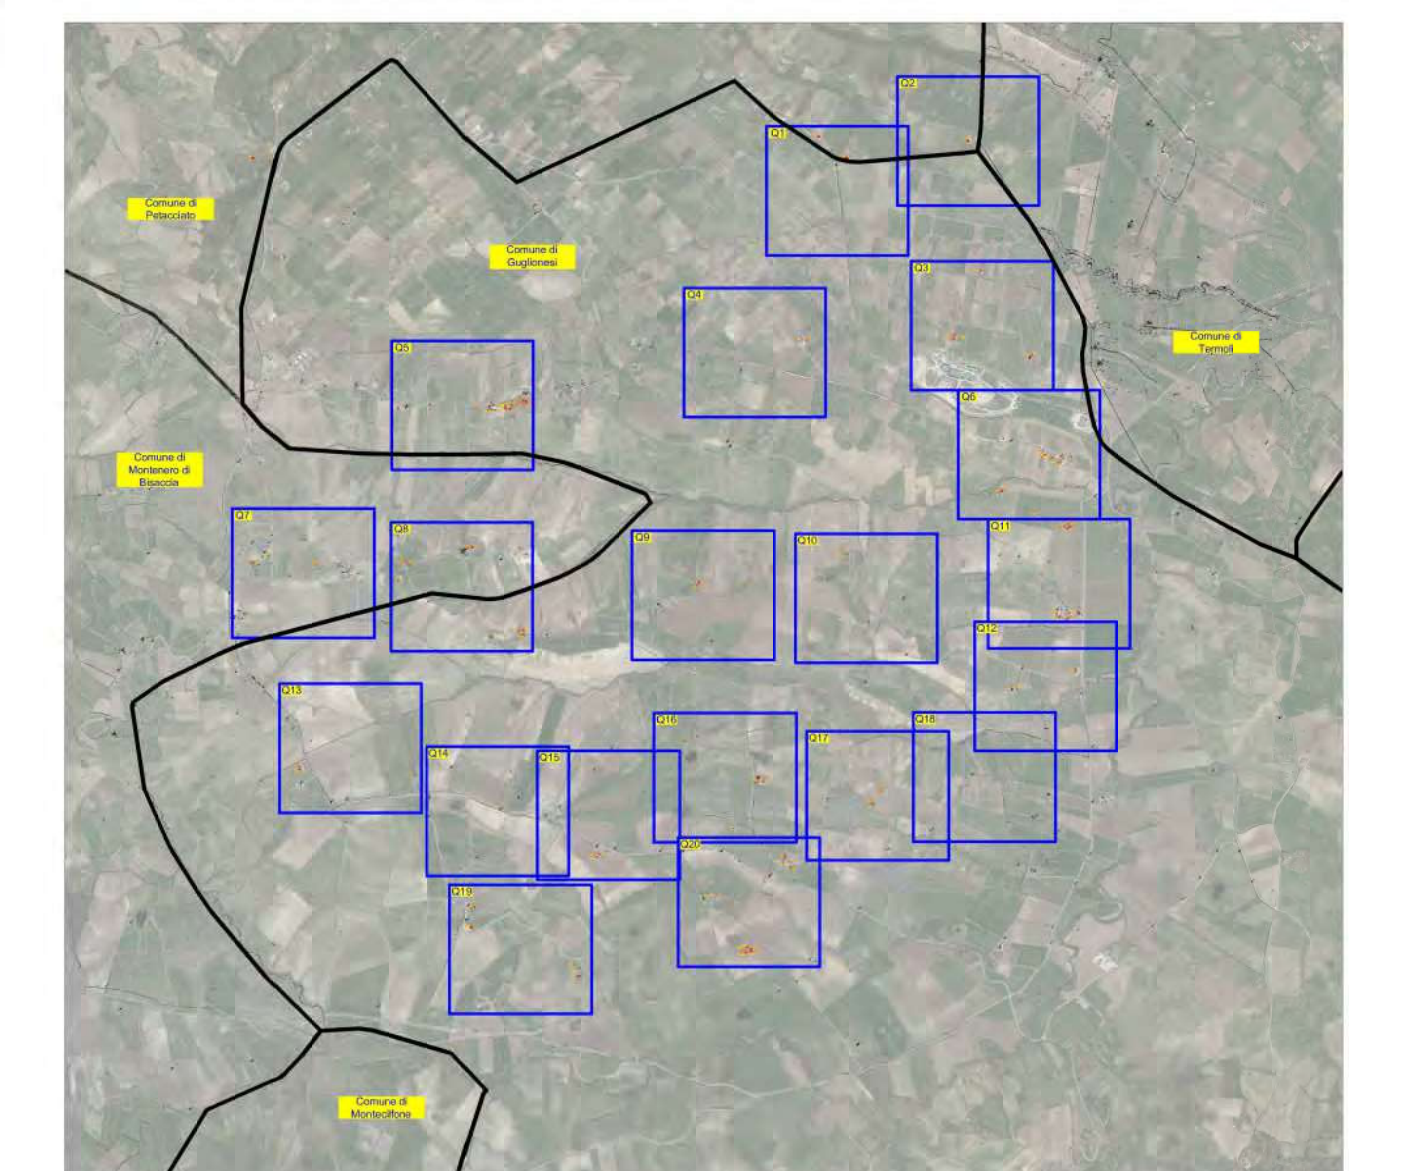 Q2
Q1
Comune di
Petacciato
Comune di
Guglionesi
Q3
Q4
Comune di
Termoli
Q5
Q6
Comune di
Montenero di
Bisaccia
Q7
Q8
Q9
Q10
Q11
Q12
Q13
Q16
Q18
Q17
Q14
Q15
Q20
Q19
Comune di
Montecilfone